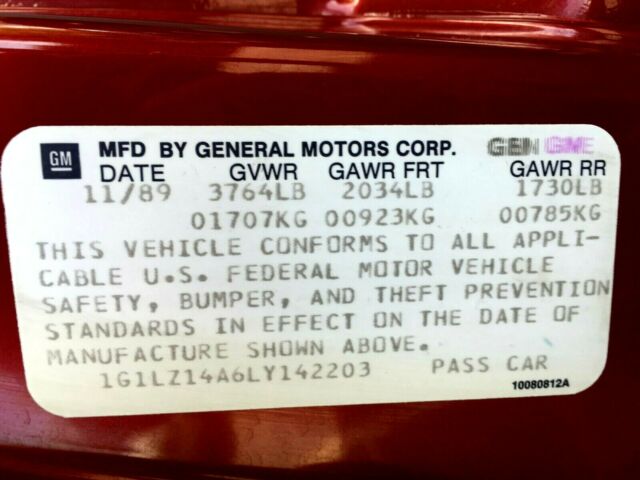 GM MFD BY GENERAL MOTORS CORP.
DATE GVWR GAWR FRT GAWR RR
11/89 3764LB 2034LB 1730LB
01707KG 00923KG 00785KG
THIS VEHICLE CONFORMS TO ALL APPLI-
CABLE U.S. FEDERAL MOTOR VEHICLE
SAFETY, BUMPER, AND THEFT PREVENTION
STANDARDS IN EFFECT ON THE DATE OF
MANUFACTURE SHOWN ABOVE.
1G1LZ14A6LY142203 PASS CAR
10080812A